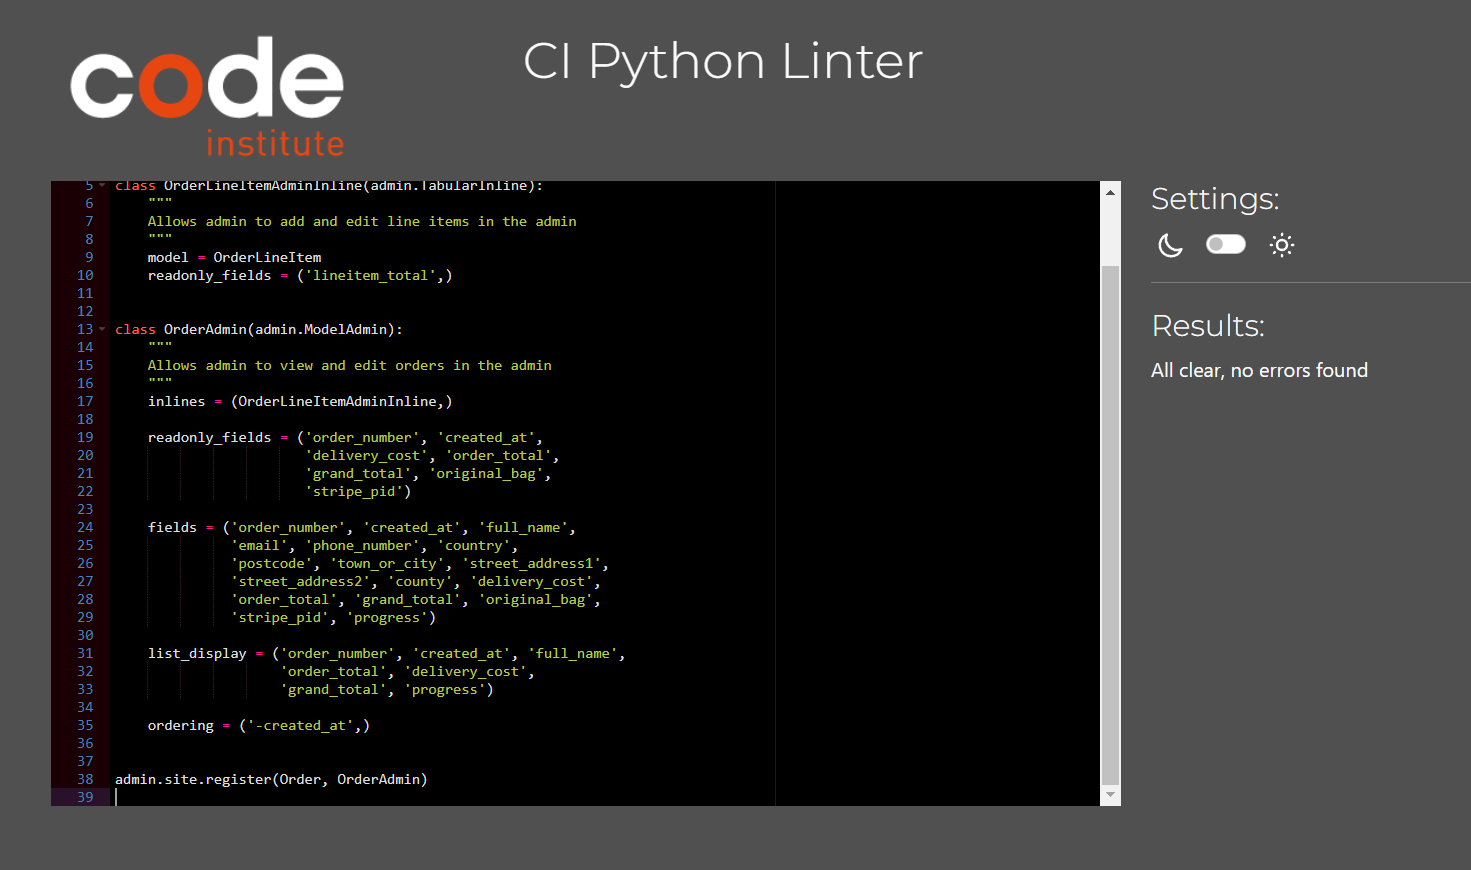 code
institute
CI Python Linter
5 class OrderLineItemAdminInline(admin.TabularInline):
6 """
7 Allows admin to add and edit line items in the admin
8 """
9 model = OrderLineItem
10 readonly_fields = ('lineitem_total',)
11
12
13 class OrderAdmin(admin.ModelAdmin):
14 """
15 Allows admin to view and edit orders in the admin
16 """
17 inlines = (OrderLineItemAdminInline,)
18
19 readonly_fields = ('order_number', 'created_at',
20 'delivery_cost', 'order_total',
21 'grand_total', 'original_bag',
22 'stripe_pid')
23
24 fields = ('order_number', 'created_at', 'full_name',
25 'email', 'phone_number', 'country',
26 'postcode', 'town_or_city', 'street_address1',
27 'street_address2', 'county', 'delivery_cost',
28 'order_total', 'grand_total', 'original_bag',
29 'stripe_pid', 'progress')
30
31 list_display = ('order_number', 'created_at', 'full_name',
32 'order_total', 'delivery_cost',
33 'grand_total', 'progress')
34
35 ordering = ('-created_at',)
36
37
38 admin.site.register(Order, OrderAdmin)
39
Settings:
Results:
All clear, no errors found